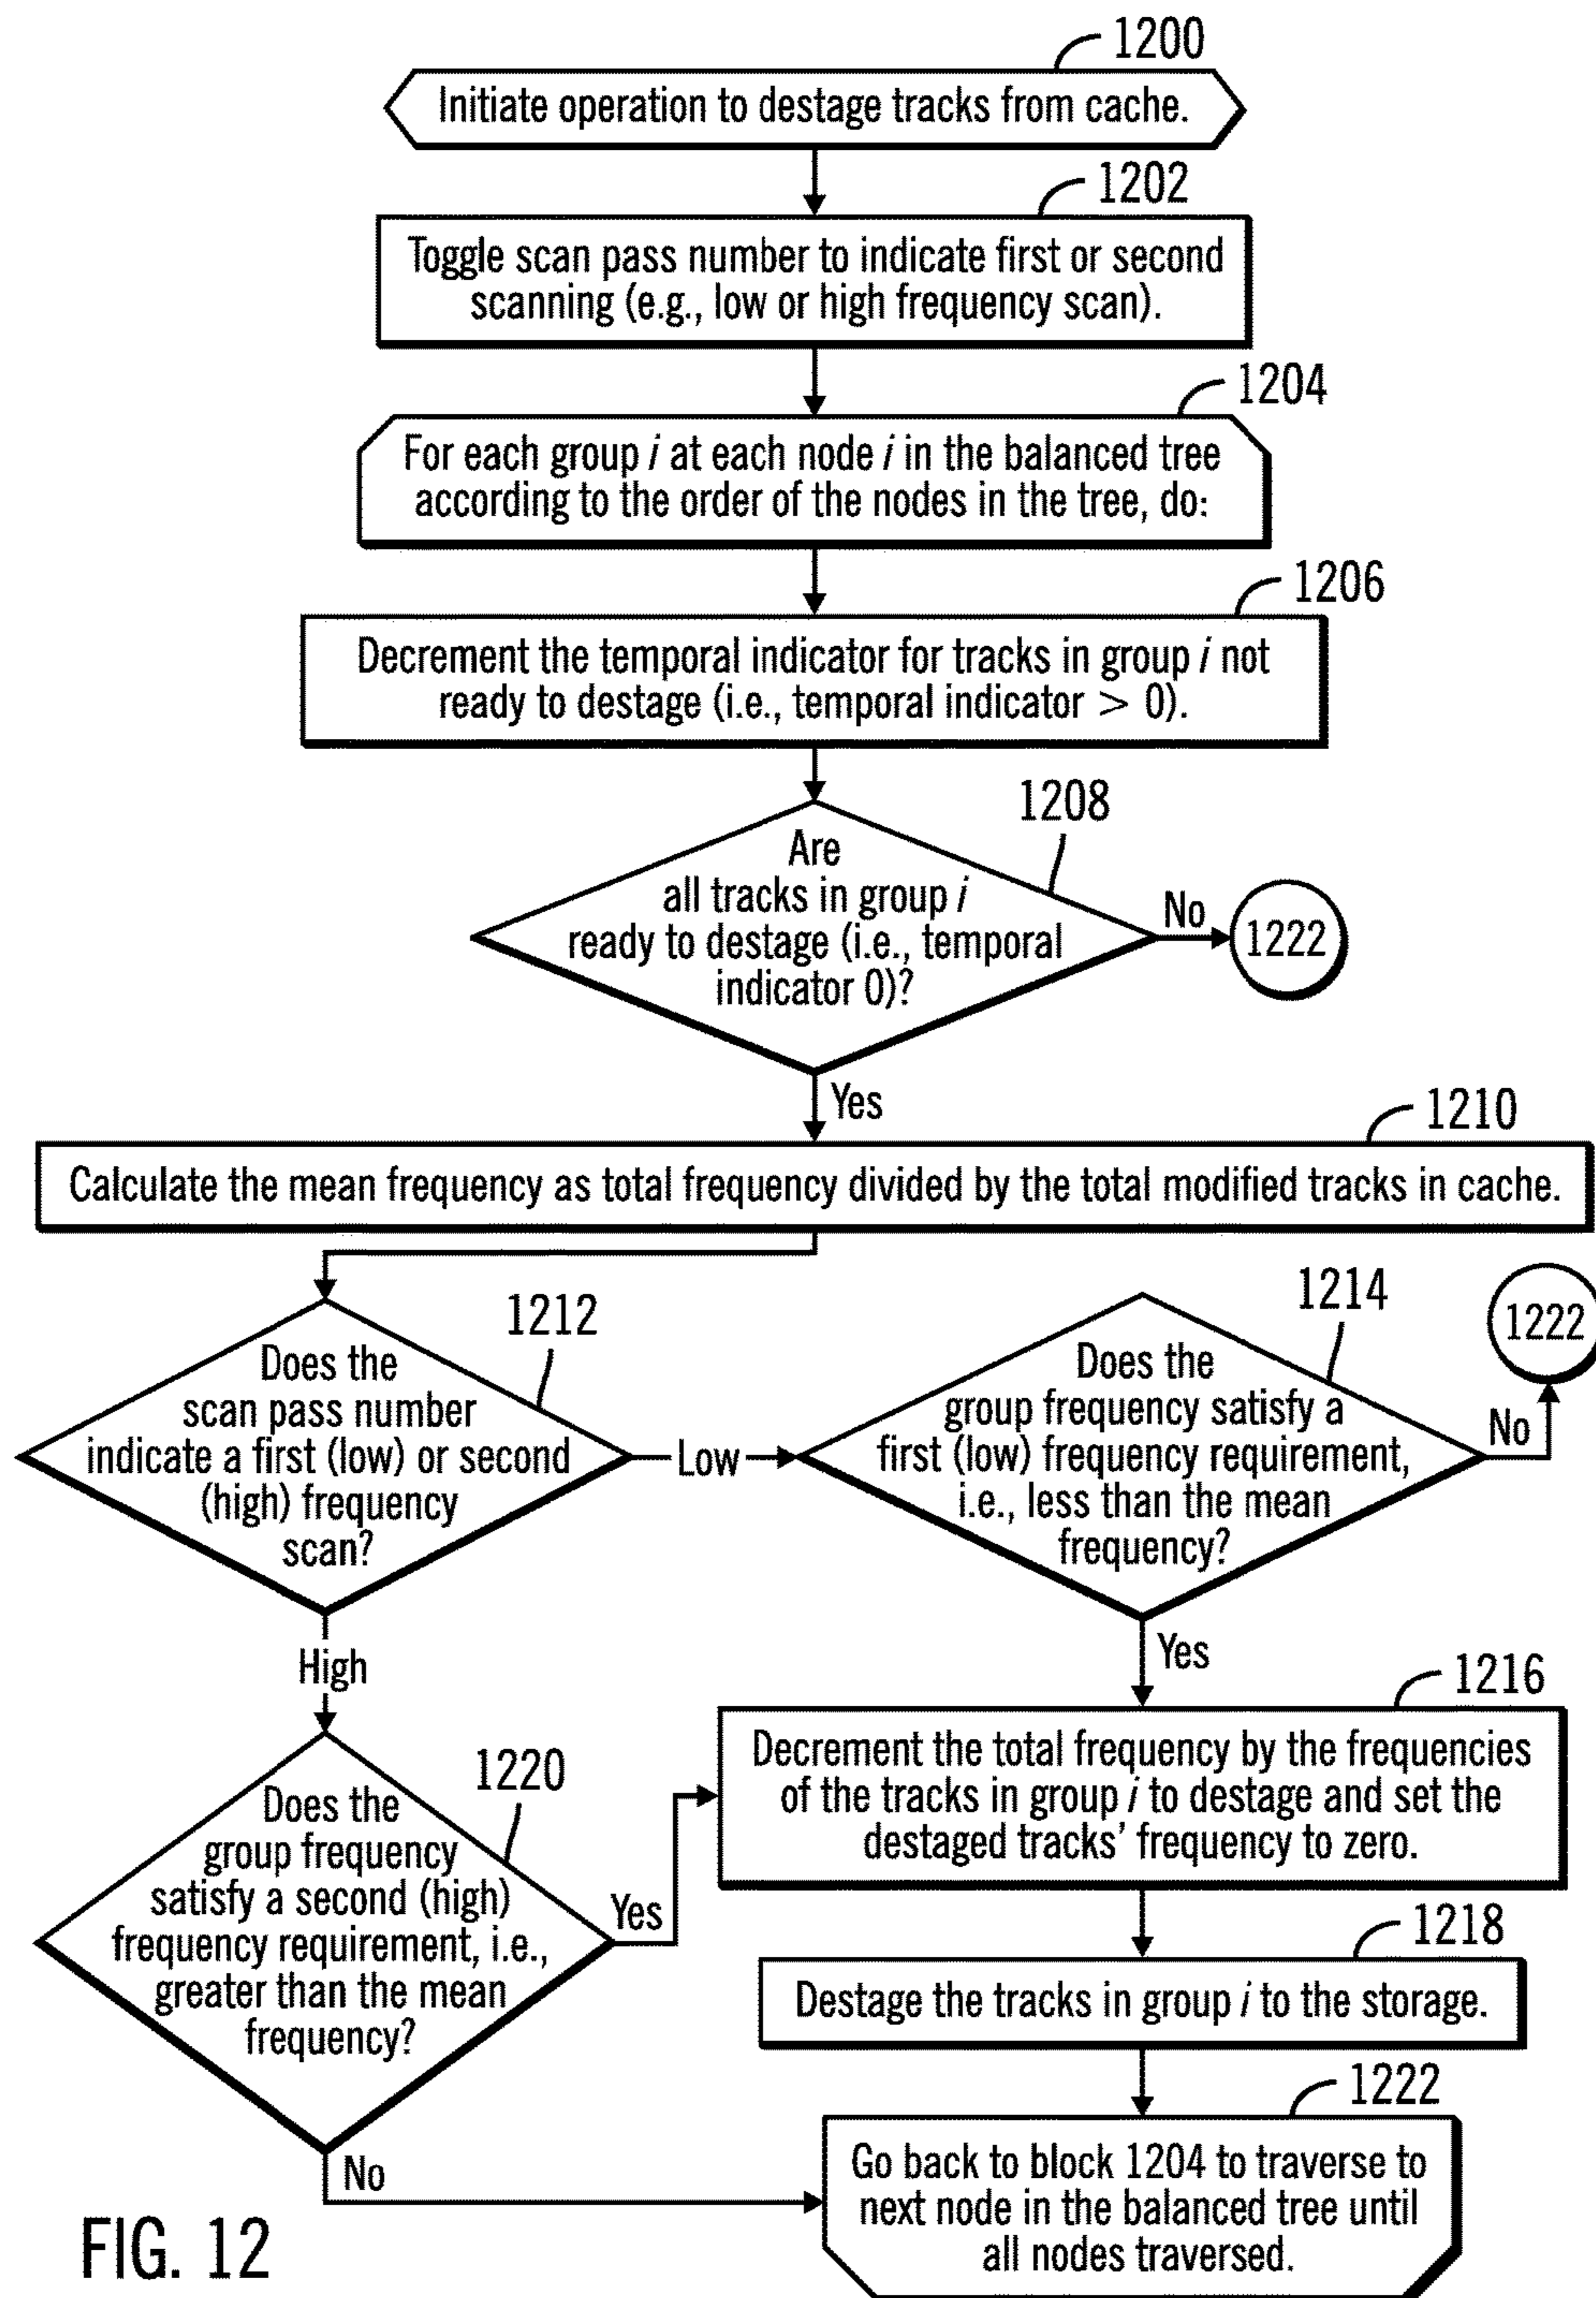 1200
Initiate operation to destage tracks from cache.
1202
Toggle scan pass number to indicate first or second
scanning (e.g., low or high frequency scan).
1204
For each group i at each node i in the balanced tree
according to the order of the nodes in the tree, do:
1206
Decrement the temporal indicator for tracks in group i not
ready to destage (i.e., temporal indicator > 0).
1208
Are
all tracks in group i
ready to destage (i.e., temporal
indicator 0)?
No
1222
Yes
1210
Calculate the mean frequency as total frequency divided by the total modified tracks in cache.
1212
Does the
scan pass number
indicate a first (low) or second
(high) frequency
scan?
Low
1214
Does the
group frequency satisfy a
first (low) frequency requirement,
i.e., less than the mean
frequency?
No
1222
High
Yes
1216
Decrement the total frequency by the frequencies
of the tracks in group i to destage and set the
destaged tracks' frequency to zero.
1220
Does the
group frequency
satisfy a second (high)
frequency requirement, i.e.,
greater than the mean
frequency?
Yes
1218
Destage the tracks in group i to the storage.
No
1222
Go back to block 1204 to traverse to
next node in the balanced tree until
all nodes traversed.
FIG. 12